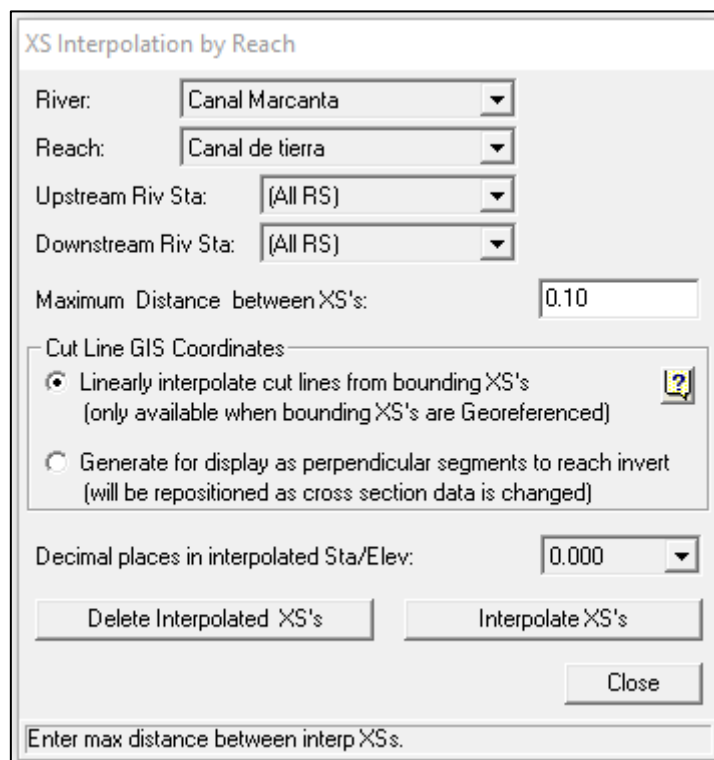 XS Interpolation by Reach
River: Canal Marcanta
Reach: Canal de tierra
Upstream Riv Sta: (All RS)
Downstream Riv Sta: (All RS)
Maximum Distance between XS's: 0.10
Cut Line GIS Coordinates
Linearly interpolate cut lines from bounding XS's
(only available when bounding XS's are Georeferenced)
?
Generate for display as perpendicular segments to reach invert
(will be repositioned as cross section data is changed)
Decimal places in interpolated Sta/Elev: 0.000
Delete Interpolated XS's Interpolate XS's
Close
Enter max distance between interp XSs.